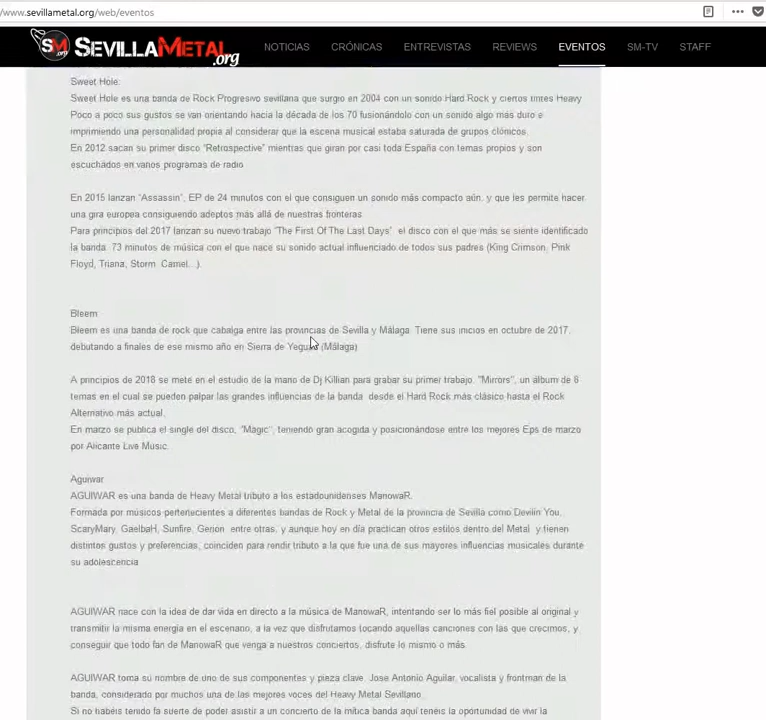 /www.sevillametal.org/web/eventos
SM .org SEVILLAMETAL.org NOTICIAS CRÓNICAS ENTREVISTAS REVIEWS EVENTOS SM-TV STAFF
Sweet Hole:
Sweet Hole es una banda de Rock Progresivo sevillana que surgio en 2004 con un sonido Hard Rock y ciertos tintes Heavy
Poco a poco sus gustos se van orientando hacia la década de los 70 fusionándolo con un sonido algo más duro e
imprimiendo una personalidad propia al considerar que la escena musical estaba saturada de grupos clónicos.
En 2012 sacan su primer disco "Retrospective" mientras que giran por casi toda España con temas propios y son
escuchados en varios programas de radio
En 2015 lanzan "Assassin", EP de 24 minutos con el que consiguen un sonido más compacto aún, y que les permite hacer
una gira europea consiguiendo adeptos más allá de nuestras fronteras
Para principios del 2017 lanzan su nuevo trabajo "The First Of The Last Days" el disco con el que más se siente identificado
la banda. 73 minutos de música con el que nace su sonido actual influenciado de todos sus padres (King Crimson, Pink
Floyd, Triana, Storm, Camel...).
Bleem
Bleem es una banda de rock que cabalga entre las provincias de Sevilla y Málaga. Tiene sus inicios en octubre de 2017,
debutando a finales de ese mismo año en Sierra de Yeguas (Málaga)
A principios de 2018 se mete en el estudio de la mano de Dj Killian para grabar su primer trabajo, "Mirrors", un álbum de 6
temas en el cual se pueden palpar las grandes influencias de la banda desde el Hard Rock más clásico hasta el Rock
Alternativo más actual.
En marzo se publica el single del disco, "Magic", teniendo gran acogida y posicionándose entre los mejores Eps de marzo
por Alicante Live Music.
Aguiwar
AGUIWAR es una banda de Heavy Metal tributo a los estadounidenses ManowaR.
Formada por músicos pertenecientes a diferentes bandas de Rock y Metal de la provincia de Sevilla como Devilin You,
ScaryMary, GaelbaH, Sunfire, Gerion entre otras, y aunque hoy en día practican otros estilos dentro del Metal y tienen
distintos gustos y preferencias, coinciden para rendir tributo a la que fue una de sus mayores influencias musicales durante
su adolescencia
AGUIWAR nace con la idea de dar vida en directo a la música de ManowaR, intentando ser lo más fiel posible al original y
transmitir la misma energía en el escenario, a la vez que disfrutamos tocando aquellas canciones con las que crecimos, y
conseguir que todo fan de ManowaR que venga a nuestros conciertos, disfrute lo mismo o más.
AGUIWAR toma su nombre de uno de sus componentes y pieza clave, Jose Antonio Aguilar, vocalista y frontman de la
banda, considerado por muchos una de las mejores voces del Heavy Metal Sevillano.
Si no habéis tenido la suerte de poder asistir a un concierto de la mítica banda aquí tenéis la oportunidad de vivir la